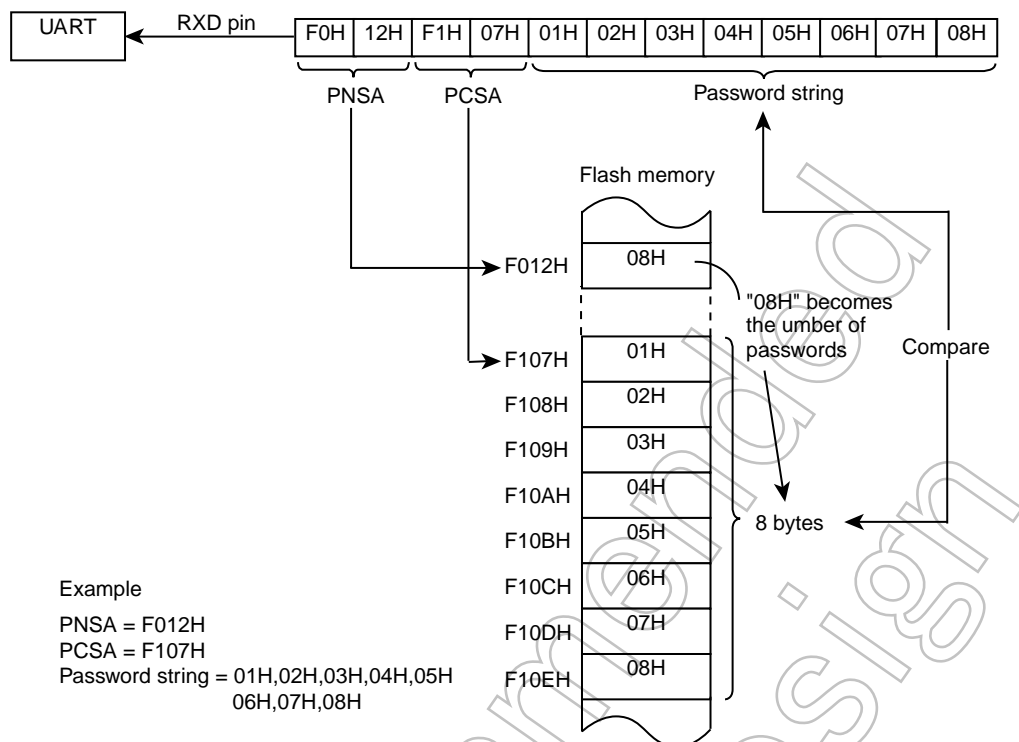 UART
RXD pin
F0H 12H F1H 07H 01H 02H 03H 04H 05H 06H 07H 08H
PNSA PCSA Password string
Flash memory
F012H 08H
"08H" becomes
the umber of
passwords
Compare
F107H 01H
F108H 02H
F109H 03H
F10AH 04H
F10BH 05H
8 bytes
F10CH 06H
F10DH 07H
F10EH 08H
Example
PNSA = F012H
PCSA = F107H
Password string = 01H,02H,03H,04H,05H
06H,07H,08H